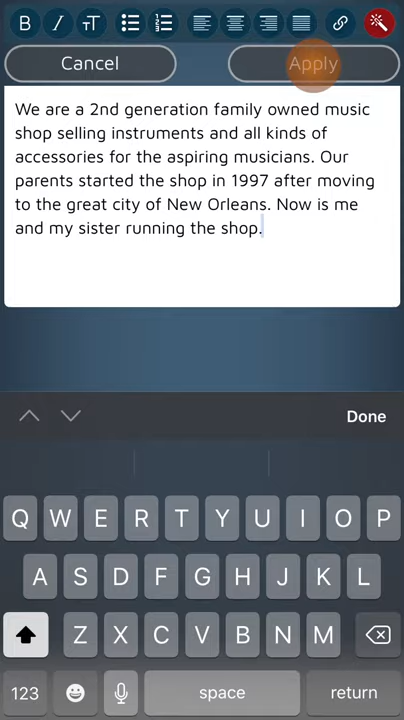 B I TT
Cancel Apply
We are a 2nd generation family owned music
shop selling instruments and all kinds of
accessories for the aspiring musicians. Our
parents started the shop in 1997 after moving
to the great city of New Orleans. Now is me
and my sister running the shop.
Done
Q W E R T Y U I O P
A S D F G H J K L
Z X C V B N M
123 space return